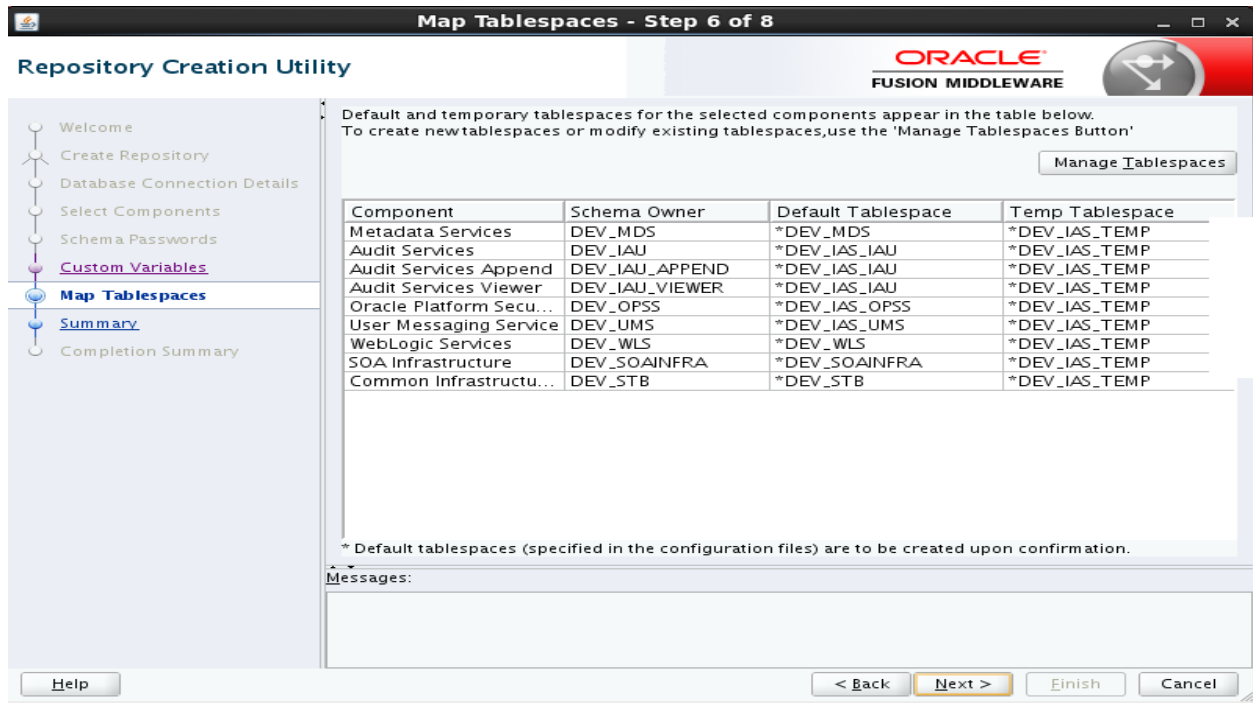 Map Tablespaces - Step 6 of 8
Repository Creation Utility
ORACLE
FUSION MIDDLEWARE
Welcome
Create Repository
Database Connection Details
Select Components
Schema Passwords
Custom Variables
Map Tablespaces
Summary
Completion Summary
Default and temporary tablespaces for the selected components appear in the table below.
To create new tablespaces or modify existing tablespaces,use the 'Manage Tablespaces Button'
Manage Tablespaces
Component Schema Owner Default Tablespace Temp Tablespace
Metadata Services DEV_MDS *DEV_MDS *DEV_IAS_TEMP
Audit Services DEV_IAU *DEV_IAS_IAU *DEV_IAS_TEMP
Audit Services Append DEV_IAU_APPEND *DEV_IAS_IAU *DEV_IAS_TEMP
Audit Services Viewer DEV_IAU_VIEWER *DEV_IAS_IAU *DEV_IAS_TEMP
Oracle Platform Secu... DEV_OPSS *DEV_IAS_OPSS *DEV_IAS_TEMP
User Messaging Service DEV_UMS *DEV_IAS_UMS *DEV_IAS_TEMP
WebLogic Services DEV_WLS *DEV_WLS *DEV_IAS_TEMP
SOA Infrastructure DEV_SOAINFRA *DEV_SOAINFRA *DEV_IAS_TEMP
Common Infrastructu... DEV_STB *DEV_STB *DEV_IAS_TEMP
* Default tablespaces (specified in the configuration files) are to be created upon confirmation.
Messages:
Help
< Back
Next >
Finish
Cancel